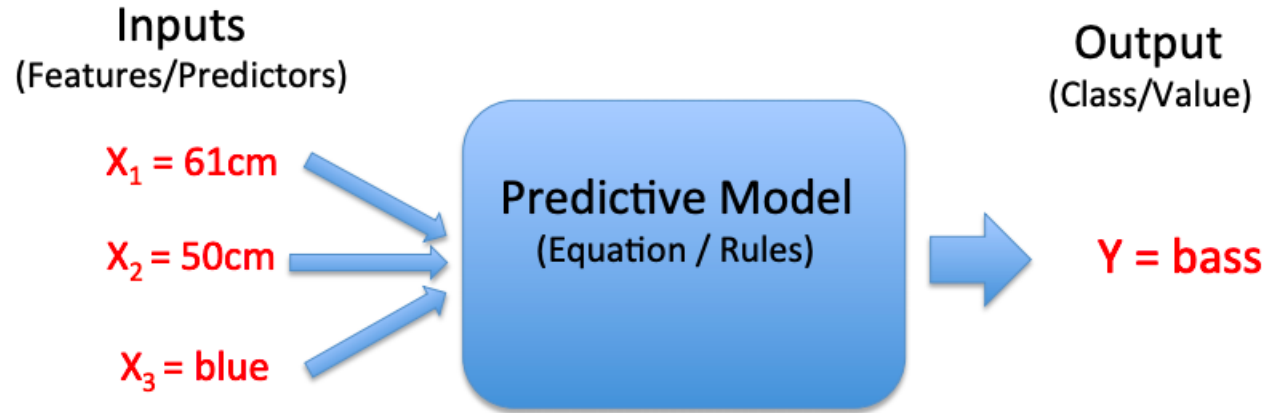 Inputs
(Features/Predictors)
X₁ = 61cm
X₂ = 50cm
X₃ = blue
Predictive Model
(Equation / Rules)
Output
(Class/Value)
Y = bass